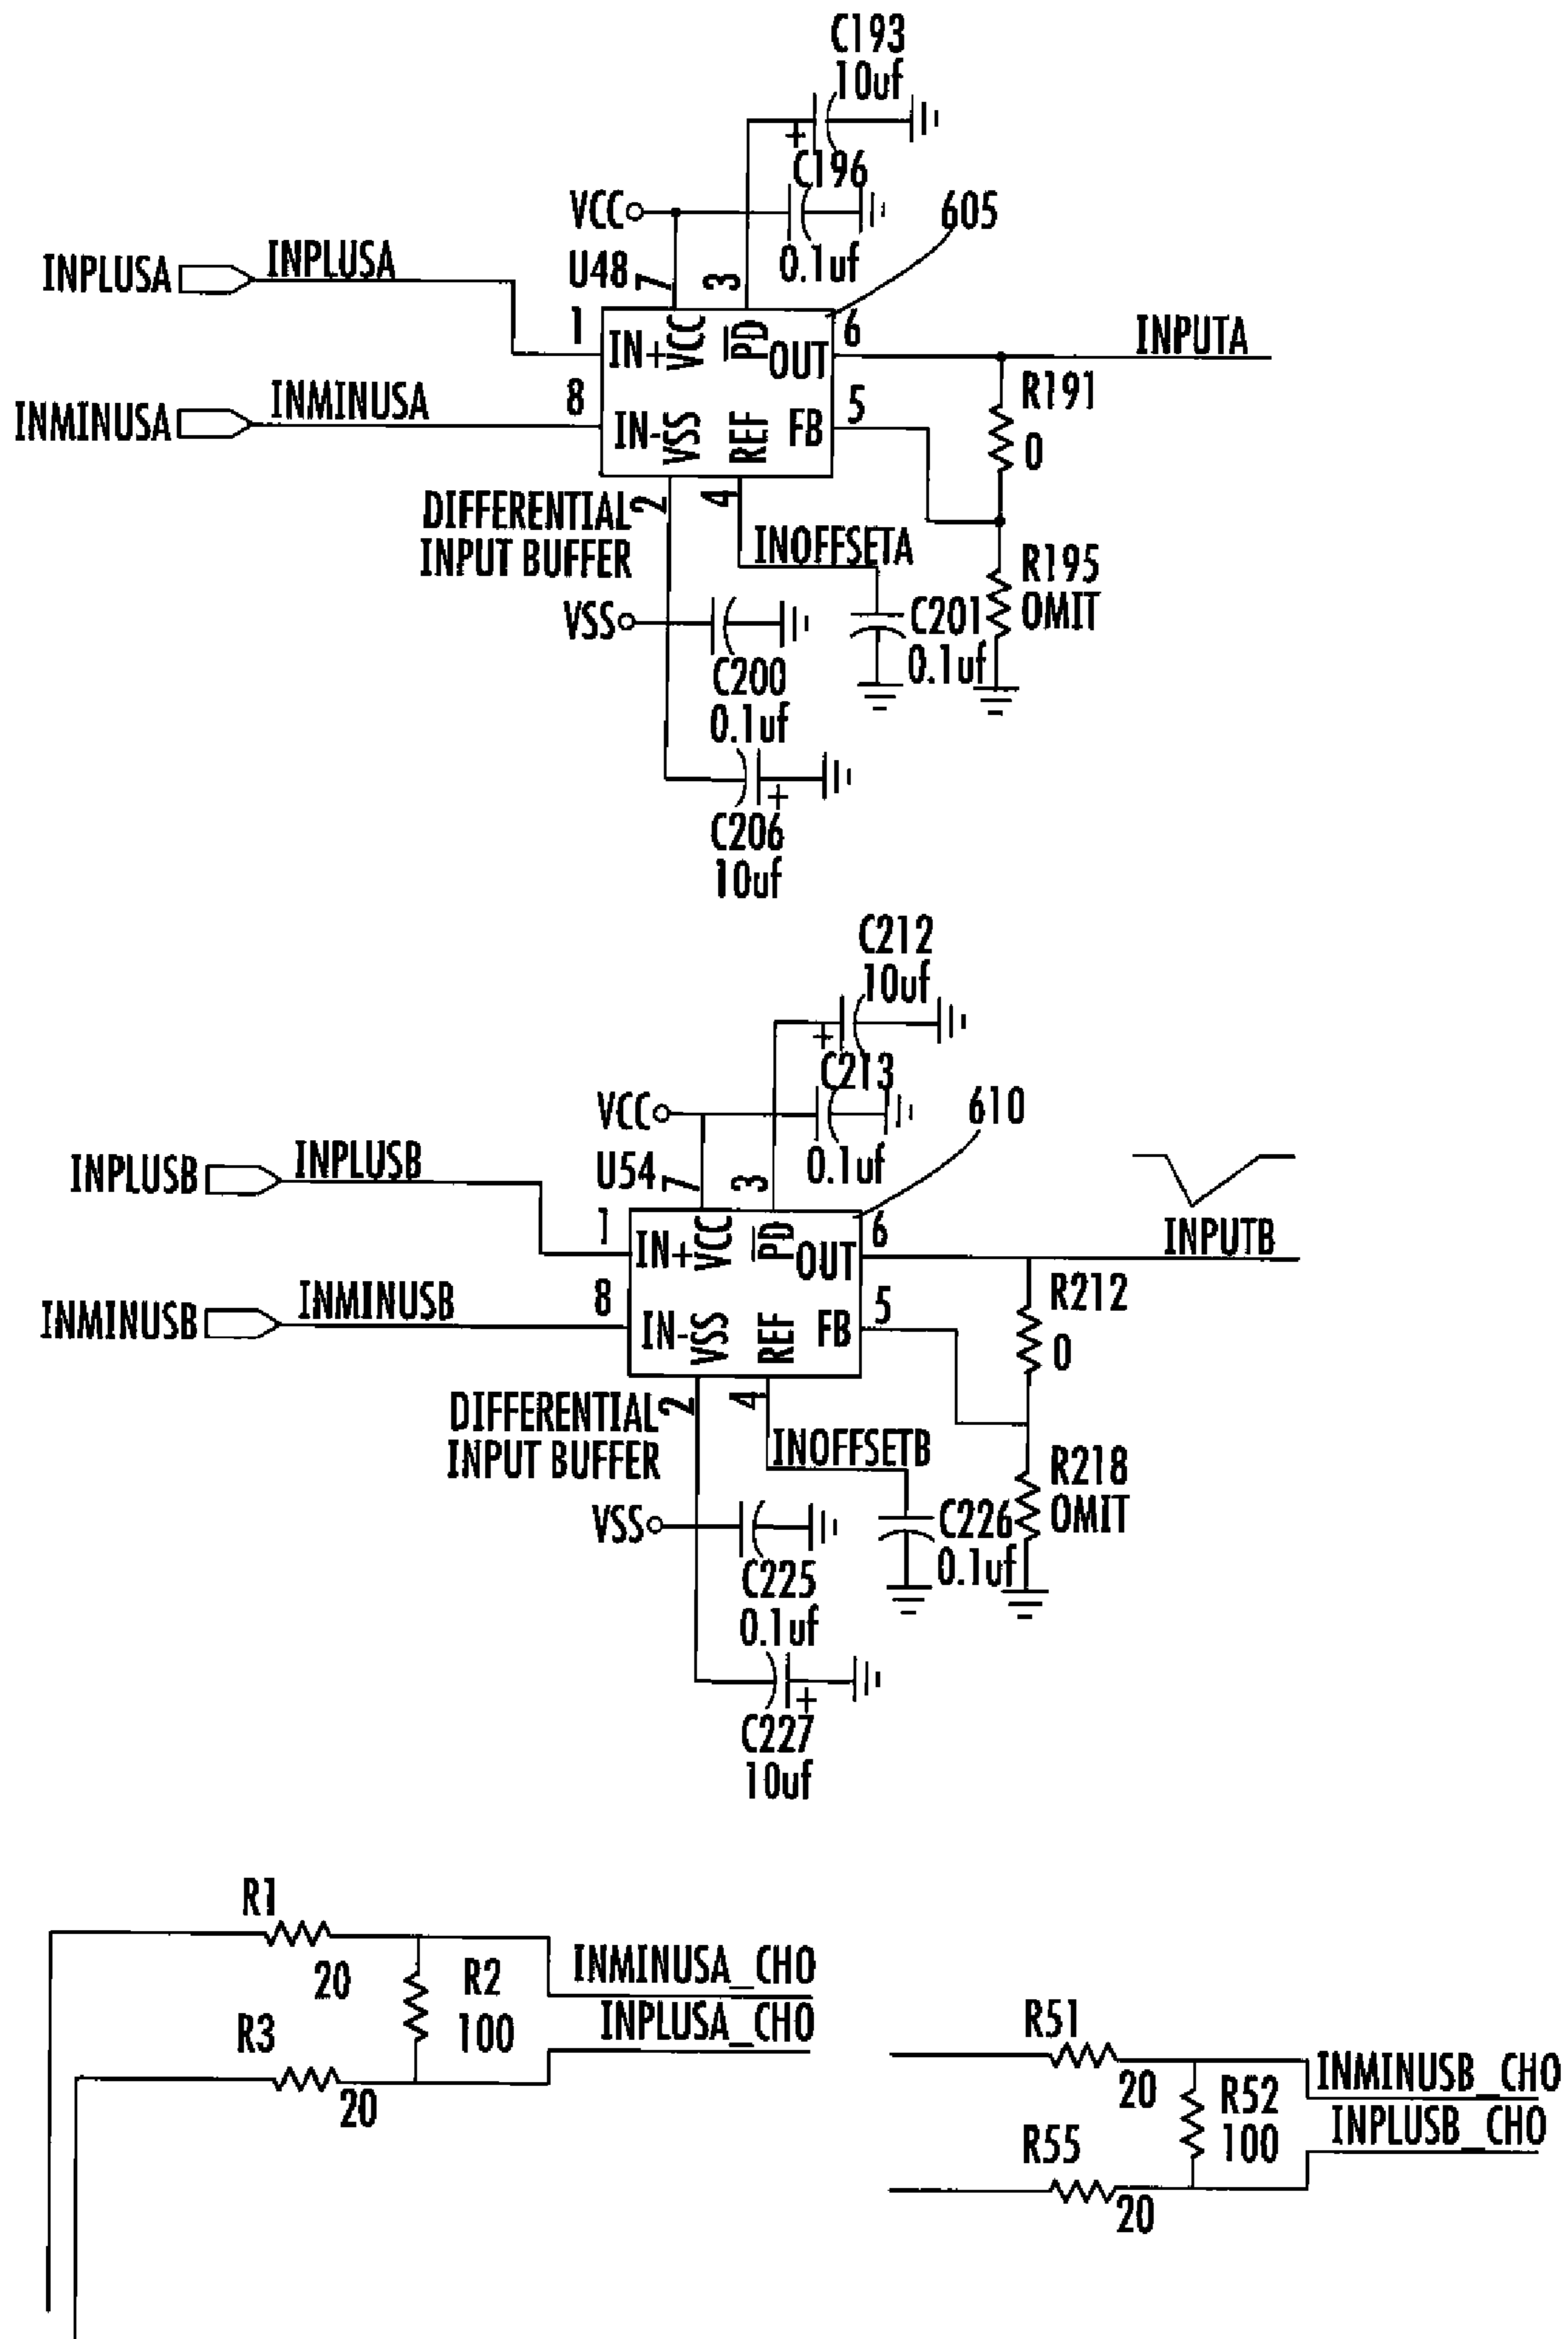 C193
10uf
C196
VCC
605
0.1uf
U48
7
3
INPLUSA
INPLUSA
1
IN+
VCC
PD
OUT
6
INPUTA
R191
0
INMINUSA
INMINUSA
8
IN-
VSS
REF
FB
5
2
4
DIFFERENTIAL
INPUT BUFFER
INOFFSETA
R195
OMIT
VSS
C201
0.1uf
C200
0.1uf
C206
10uf
C212
10uf
C213
VCC
610
0.1uf
U54
7
3
INPLUSB
INPLUSB
1
IN+
VCC
PD
OUT
6
INPUTB
R212
0
INMINUSB
INMINUSB
8
IN-
VSS
REF
FB
5
2
4
DIFFERENTIAL
INPUT BUFFER
INOFFSETB
R218
OMIT
VSS
C226
0.1uf
C225
0.1uf
C227
10uf
R1
20
R2
100
INMINUSA_CH0
INPLUSA_CH0
R3
20
R51
20
R52
100
INMINUSB_CH0
INPLUSB_CH0
R55
20